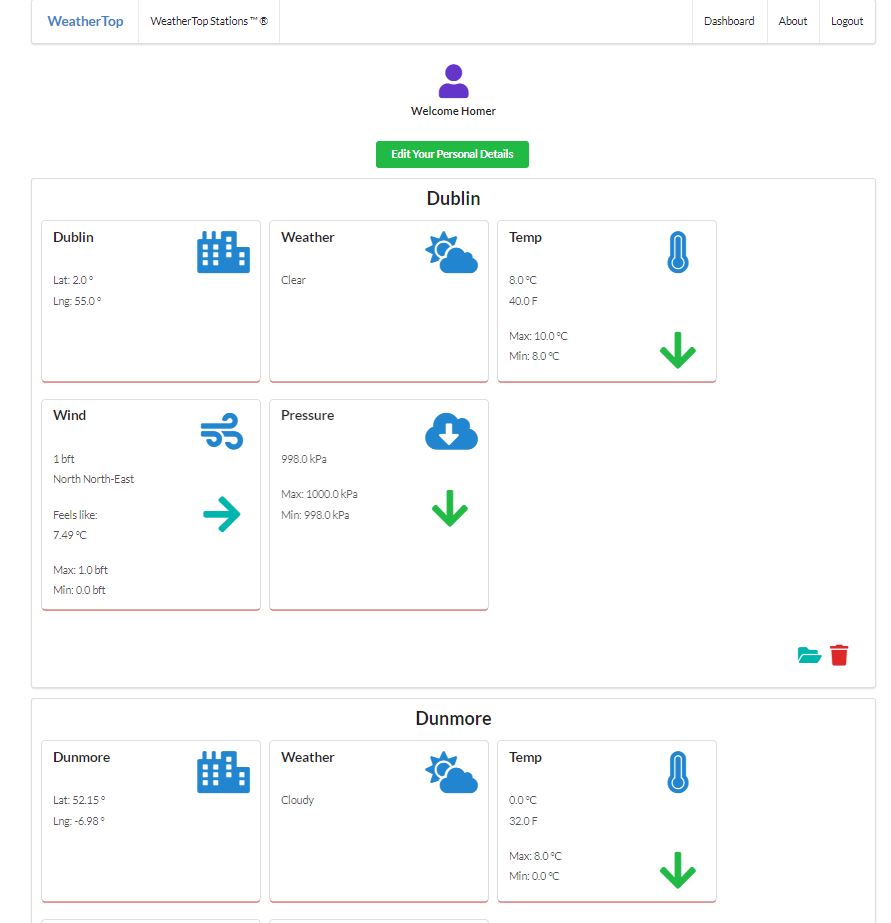 WeatherTop
WeatherTop Stations ™ ®
Dashboard
About
Logout
Welcome Homer
Edit Your Personal Details
Dublin
Dublin
Lat: 2.0 °
Lng: 55.0 °
Weather
Clear
Temp
8.0 °C
40.0 F
Max: 10.0 °C
Min: 8.0 °C
Wind
1 bft
North North-East
Feels like:
7.49 °C
Max: 1.0 bft
Min: 0.0 bft
Pressure
998.0 kPa
Max: 1000.0 kPa
Min: 998.0 kPa
Dunmore
Dunmore
Lat: 52.15 °
Lng: -6.98 °
Weather
Cloudy
Temp
0.0 °C
32.0 F
Max: 8.0 °C
Min: 0.0 °C